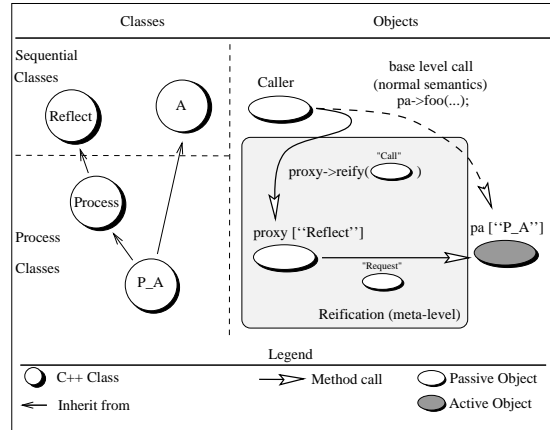 Classes
Objects
Sequential
Classes
Reflect
A
Process
Process
Classes
P_A
Caller
base level call
(normal semantics)
pa->foo(...);
"Call"
proxy->reify( )
proxy [‘‘Reflect’’]
pa [‘‘P_A’’]
"Request"
Reification (meta-level)
Legend
C++ Class
Method call
Passive Object
Inherit from
Active Object